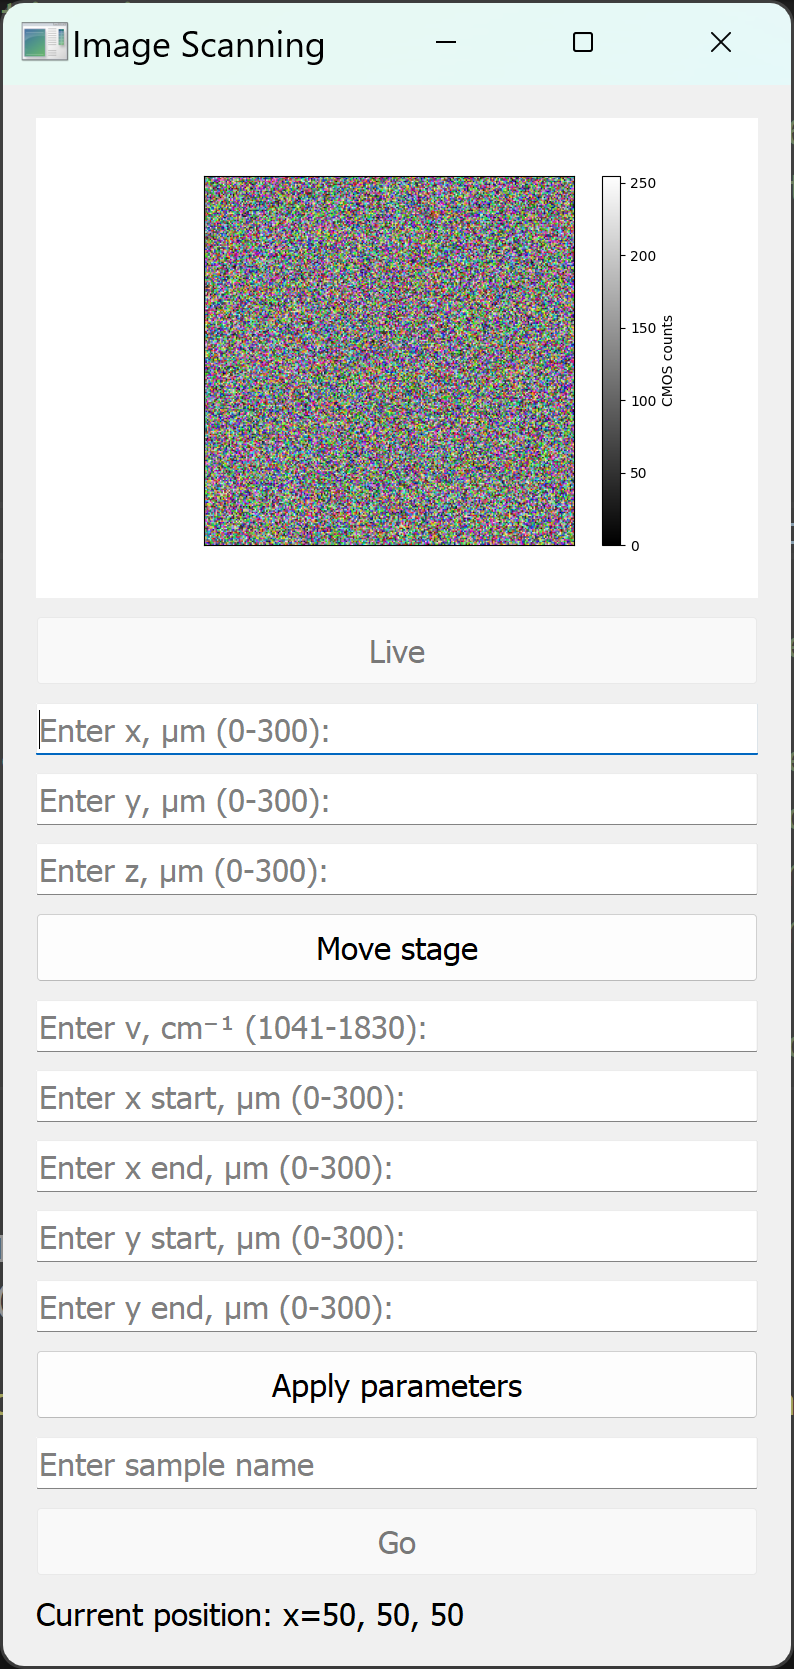 Image Scanning
250
200
150
100
50
0
CMOS counts
Live
Enter x, μm (0-300):
Enter y, μm (0-300):
Enter z, μm (0-300):
Move stage
Enter v, cm⁻¹ (1041-1830):
Enter x start, μm (0-300):
Enter x end, μm (0-300):
Enter y start, μm (0-300):
Enter y end, μm (0-300):
Apply parameters
Enter sample name
Go
Current position: x=50, 50, 50